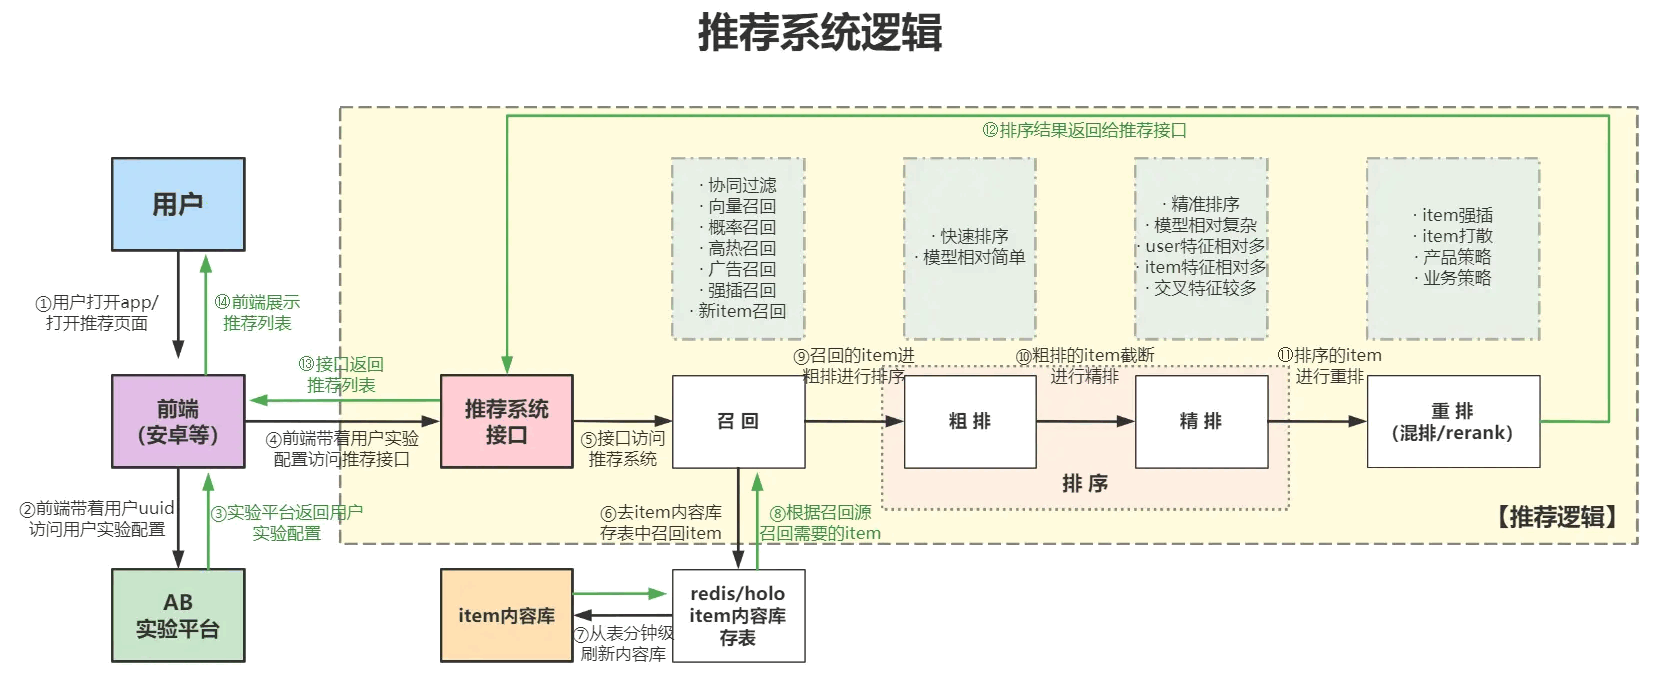 推荐系统逻辑
⑫排序结果返回给推荐接口
用户
· 协同过滤
· 向量召回
· 概率召回
· 高热召回
· 广告召回
· 强插召回
· 新item召回
· 快速排序
· 模型相对简单
· 精准排序
· 模型相对复杂
· user特征相对多
· item特征相对多
· 交叉特征较多
· item强插
· item打散
· 产品策略
· 业务策略
①用户打开app/
打开推荐页面
⑭前端展示
推荐列表
⑬接口返回
推荐列表
⑨召回的item进
粗排进行排序
⑩粗排的item截断
进行精排
⑪排序的item
进行重排
前端
（安卓等）
④前端带着用户实验
配置访问推荐接口
推荐系统
接口
⑤接口访问
推荐系统
召 回
粗 排
精 排
排 序
重 排
（混排/rerank）
②前端带着用户uuid
访问用户实验配置
③实验平台返回用户
实验配置
⑥去item内容库
存表中召回item
⑧根据召回源
召回需要的item
【推荐逻辑】
AB
实验平台
item内容库
⑦从表分钟级
刷新内容库
redis/holo
item内容库
存表